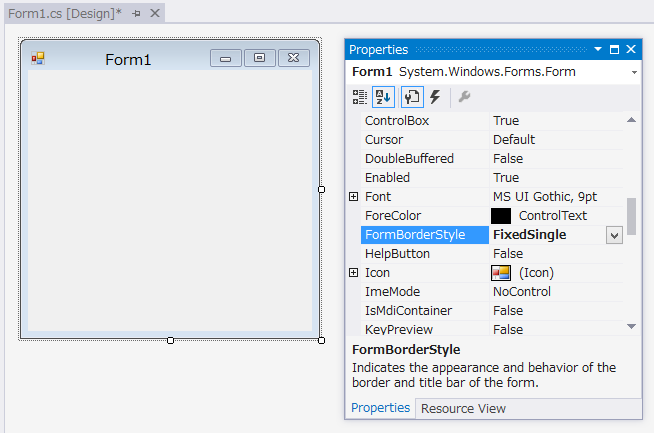 Form1.cs [Design]*
Form1
Properties
Form1 System.Windows.Forms.Form
ControlBox True
Cursor Default
DoubleBuffered False
Enabled True
Font MS UI Gothic, 9pt
ForeColor ControlText
FormBorderStyle FixedSingle
HelpButton False
Icon (Icon)
ImeMode NoControl
IsMdiContainer False
KeyPreview False
FormBorderStyle
Indicates the appearance and behavior of the
border and title bar of the form.
Properties Resource View